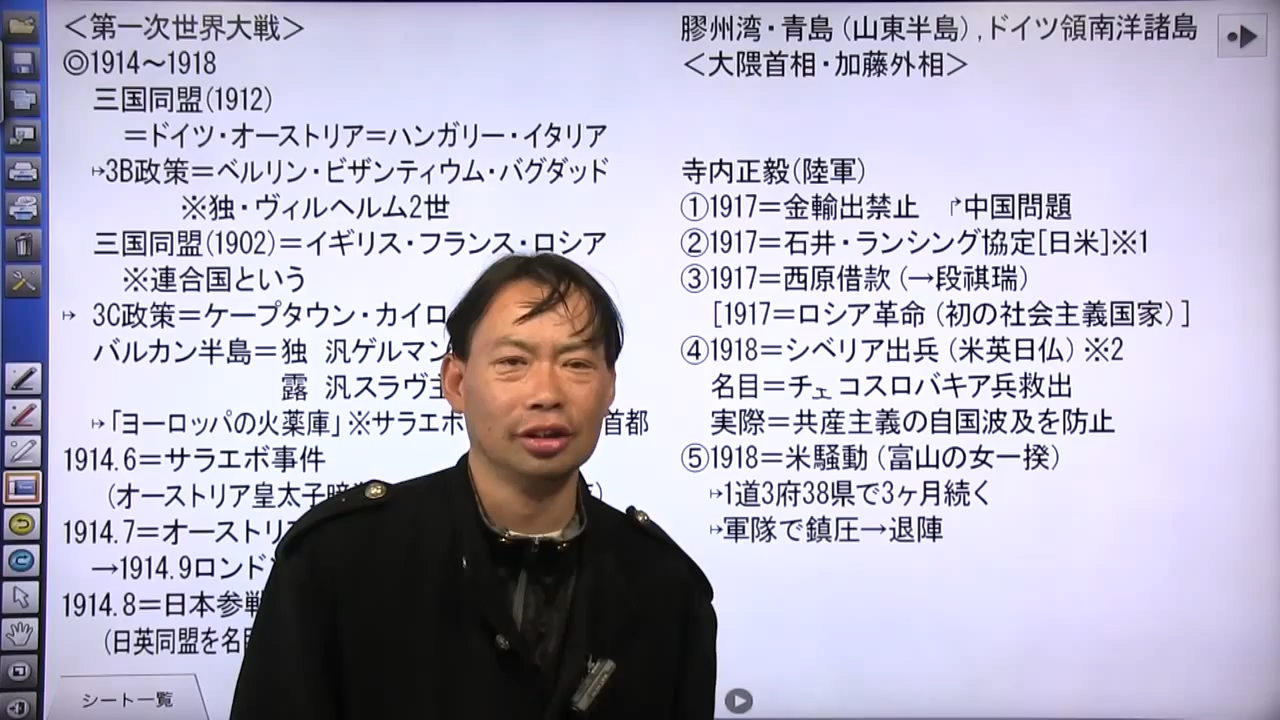 <第一次世界大戦>
◎1914〜1918
三国同盟(1912)
=ドイツ・オーストリア=ハンガリー・イタリア
↦3B政策=ベルリン・ビザンティウム・バグダッド
※独・ヴィルヘルム2世
三国同盟(1902)=イギリス・フランス・ロシア
※連合国という
↦ 3C政策=ケープタウン・カイロ
バルカン半島=独 汎ゲルマン
露 汎スラヴ主
↦「ヨーロッパの火薬庫」※サラエボ 首都
1914.6=サラエボ事件
(オーストリア皇太子暗 )
1914.7=オーストリ
→1914.9ロンド
1914.8=日本参戦
(日英同盟を名
シート一覧
膠州湾・青島(山東半島),ドイツ領南洋諸島
<大隈首相・加藤外相>
寺内正毅(陸軍)
①1917=金輸出禁止 ↱中国問題
②1917=石井・ランシング協定[日米]※1
③1917=西原借款(→段祺瑞)
[1917=ロシア革命(初の社会主義国家)]
④1918=シベリア出兵(米英日仏)※2
名目=チェコスロバキア兵救出
実際=共産主義の自国波及を防止
⑤1918=米騒動(富山の女一揆)
↦1道3府38県で3ヶ月続く
↦軍隊で鎮圧→退陣